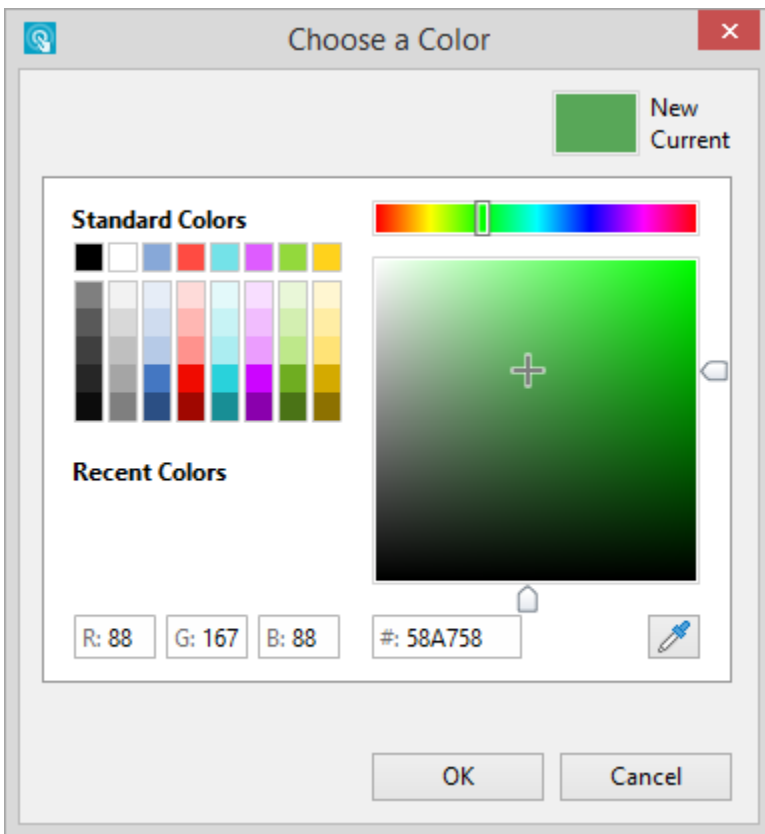 Choose a Color
New
Current
Standard Colors
Recent Colors
R: 88 G: 167 B: 88 #: 58A758
OK Cancel